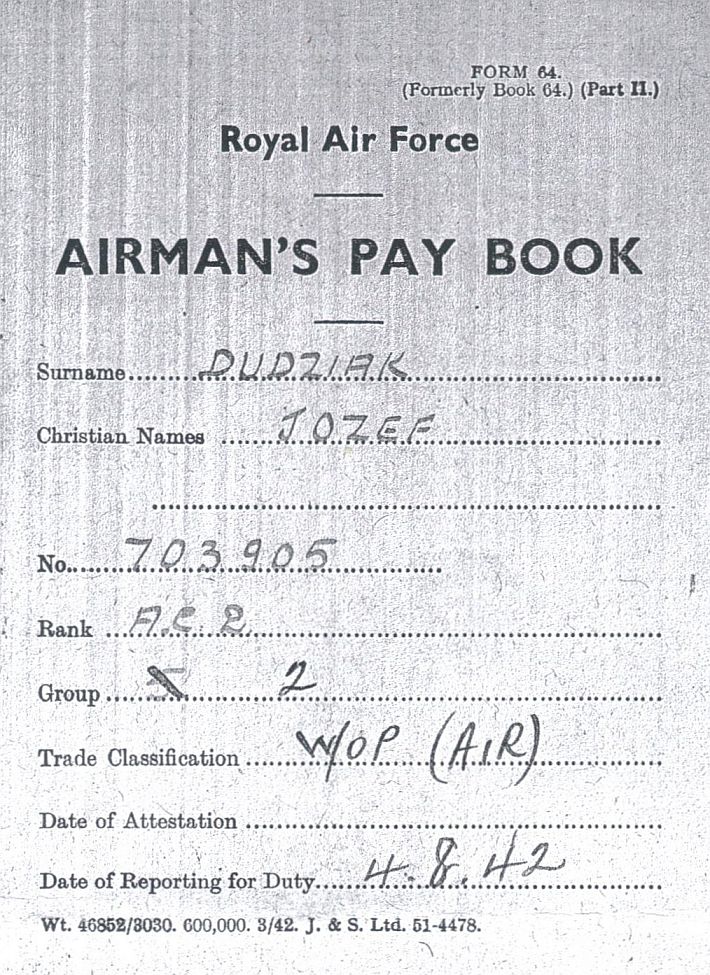 FORM 64.
(Formerly Book 64.) (Part II.)
Royal Air Force
AIRMAN'S PAY BOOK
Surname DUDZIAK
Christian Names JOZEF
No. 703905
Rank A.C.2.
Group 2
Trade Classification W/OP (AIR)
Date of Attestation
Date of Reporting for Duty 4.8.42
Wt. 46852/3030. 600,000. 3/42. J. & S. Ltd. 51-4478.